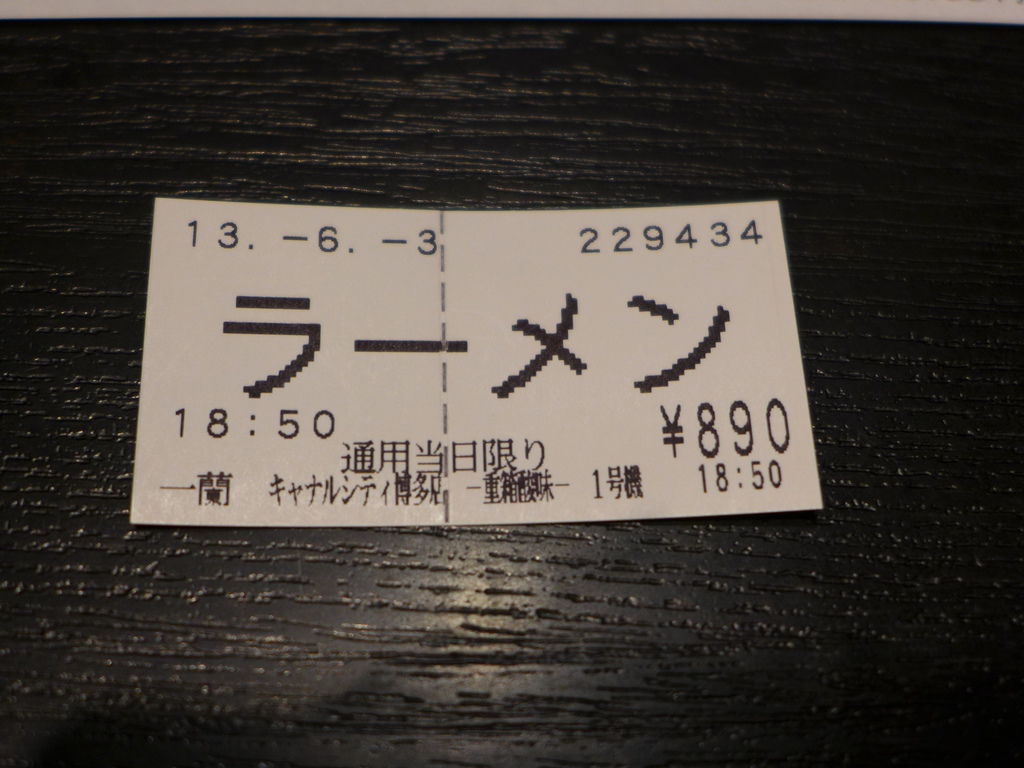 13. -6. -3 229434
ラーメン
18:50 ¥890
通用当日限り
一蘭 キャナルシティ博多店 -重箱酸味- 1号機 18:50